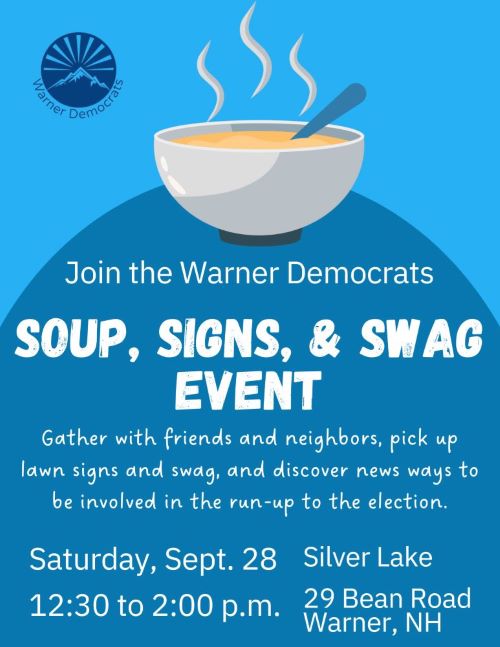 Warner Democrats
Join the Warner Democrats
SOUP, SIGNS, & SWAG
EVENT
Gather with friends and neighbors, pick up
lawn signs and swag, and discover news ways to
be involved in the run-up to the election.
Saturday, Sept. 28
12:30 to 2:00 p.m.
Silver Lake
29 Bean Road
Warner, NH